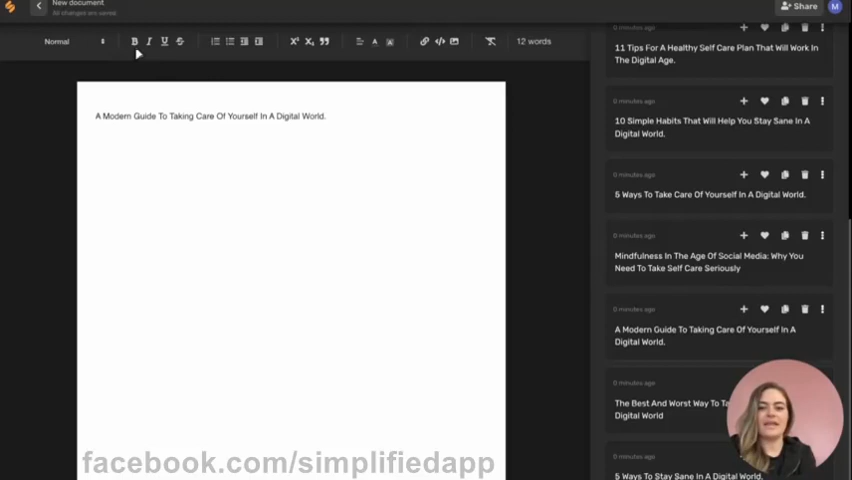 New document
All changes are saved
Share
M
Normal
B I U S
X² X₂
12 words
A Modern Guide To Taking Care Of Yourself In A Digital World.
0 minutes ago
11 Tips For A Healthy Self Care Plan That Will Work In
The Digital Age.
0 minutes ago
10 Simple Habits That Will Help You Stay Sane In A
Digital World.
0 minutes ago
5 Ways To Take Care Of Yourself In A Digital World.
0 minutes ago
Mindfulness In The Age Of Social Media: Why You
Need To Take Self Care Seriously
0 minutes ago
A Modern Guide To Taking Care Of Yourself In A
Digital World.
0 minutes ago
The Best And Worst Way To
Digital World
0 minutes ago
5 Ways To Stay Sane In A Digital World.
facebook.com/simplifiedapp